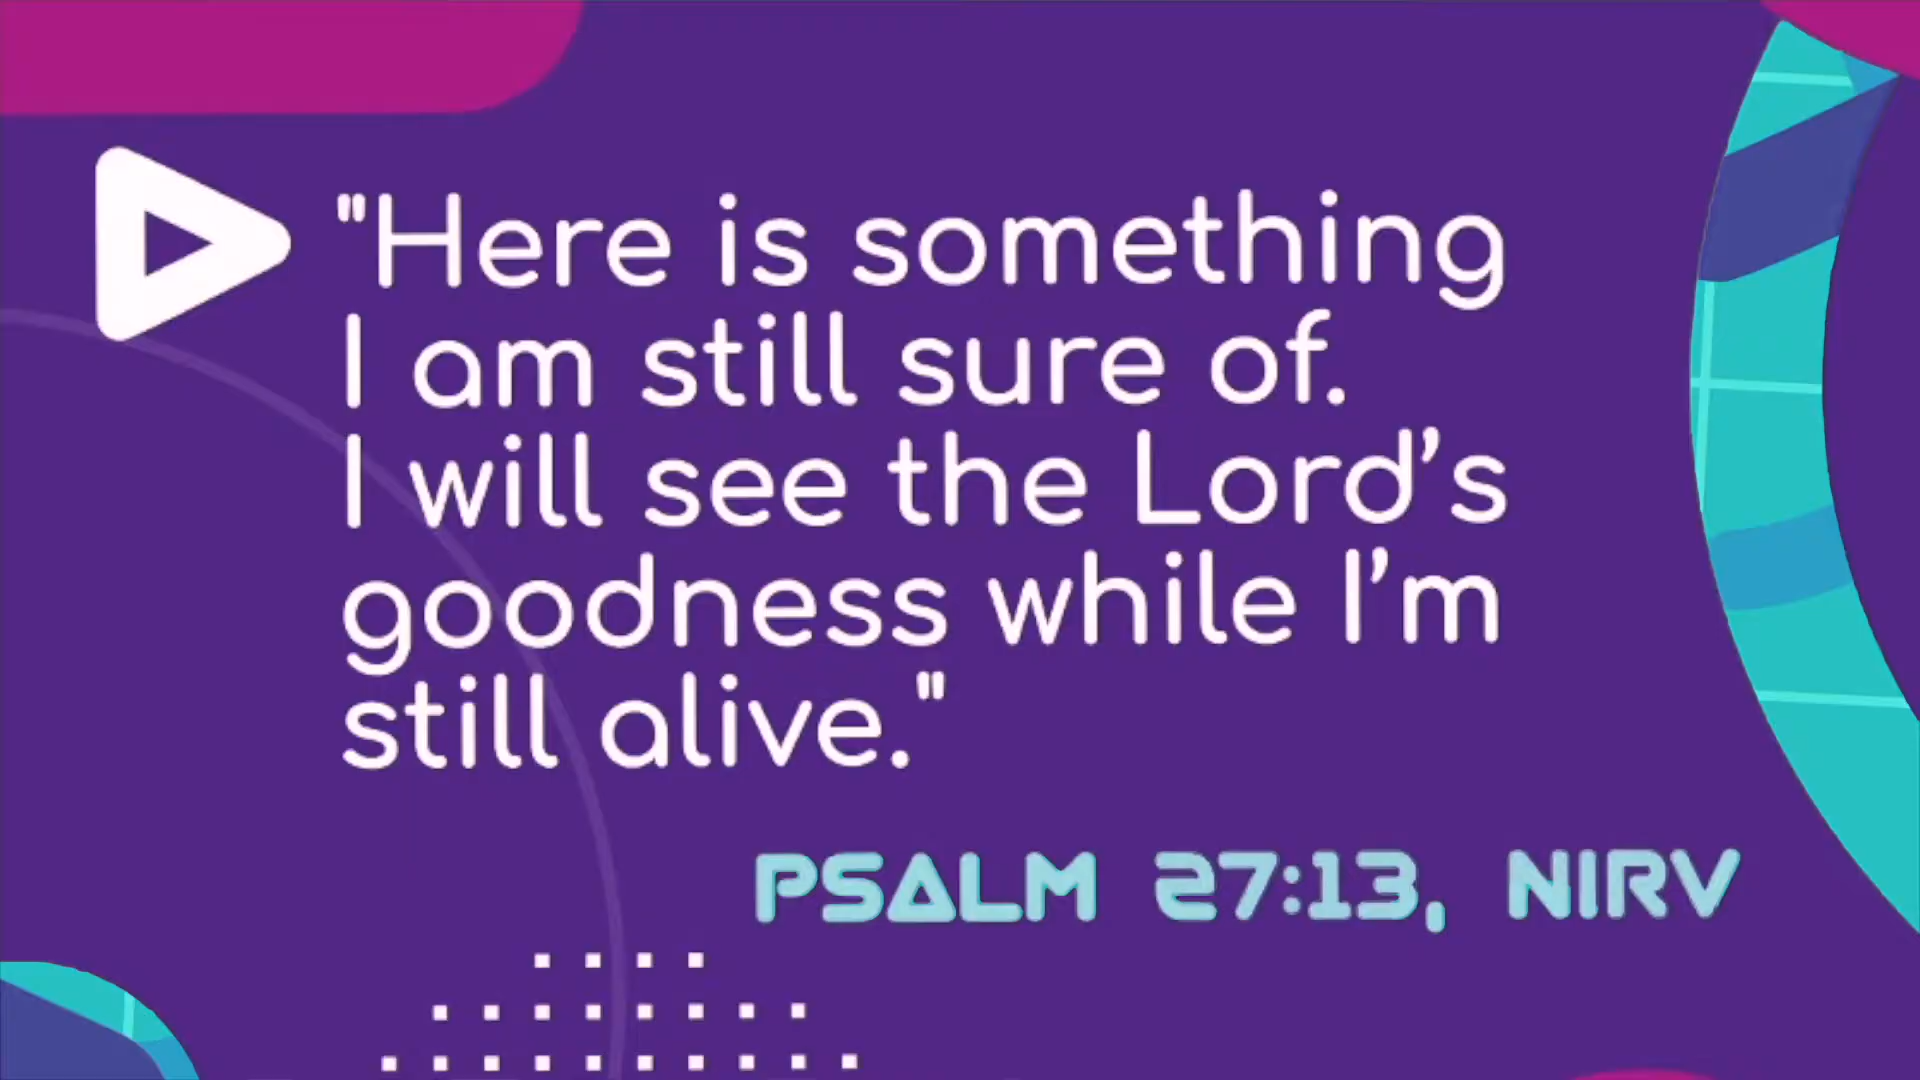 "Here is something
I am still sure of.
I will see the Lord’s
goodness while I’m
still alive."
PSALM 27:13, NIRV